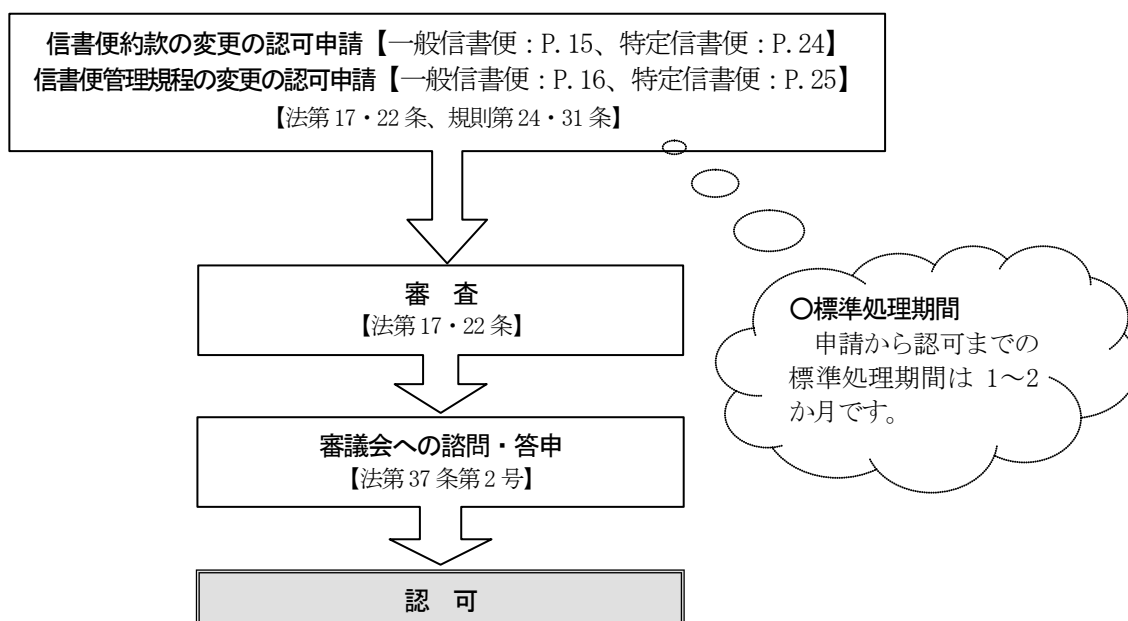 信書便約款の変更の認可申請【一般信書便：P.15、特定信書便：P.24】
信書便管理規程の変更の認可申請【一般信書便：P.16、特定信書便：P.25】
【法第17・22条、規則第24・31条】
審　査
【法第17・22条】
○標準処理期間
申請から認可までの
標準処理期間は 1～2
か月です。
審議会への諮問・答申
【法第37条第2号】
認　可